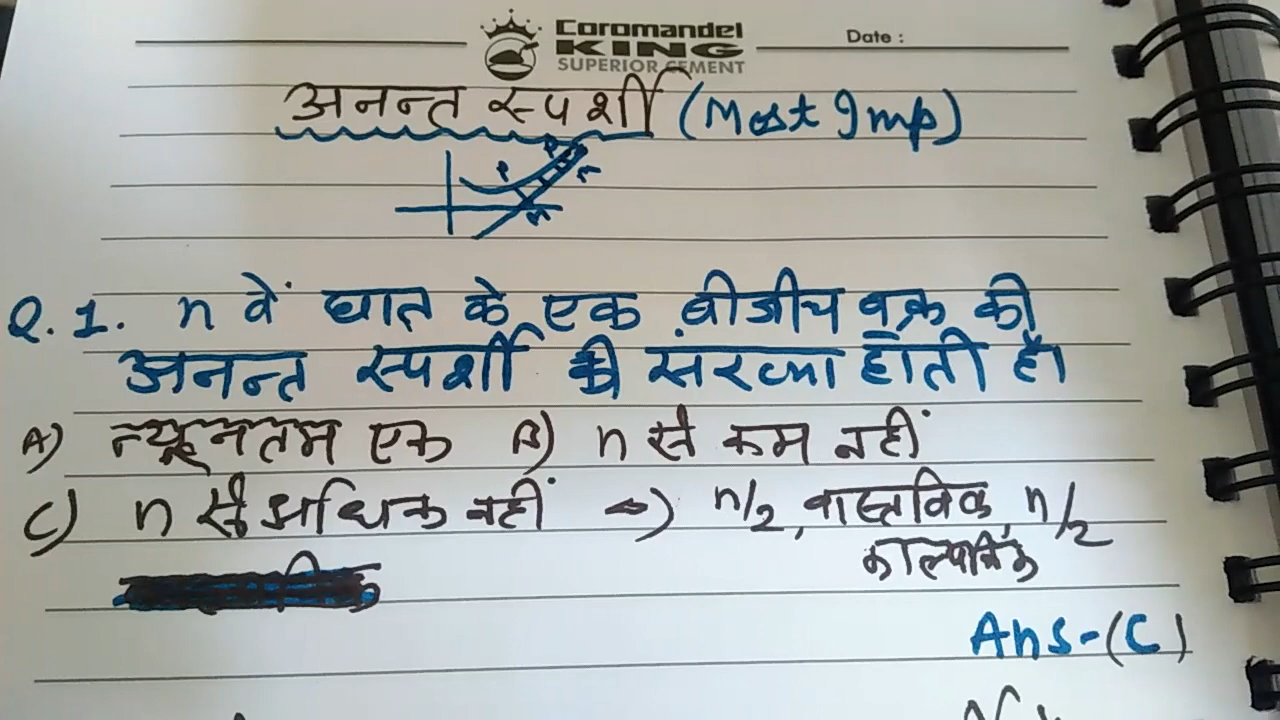 Coromandel
KING
SUPERIOR CEMENT
Date :
अनन्त स्पर्शी (Most Imp)
Q.1. n वें घात के एक बीजीय वक्र की
अनन्त स्पर्शी की संख्या होती है।
A) न्यूनतम एक B) n से कम नहीं
C) n से अधिक नहीं D) n/2, वास्तविक, n/2
काल्पनिक
Ans-(C)